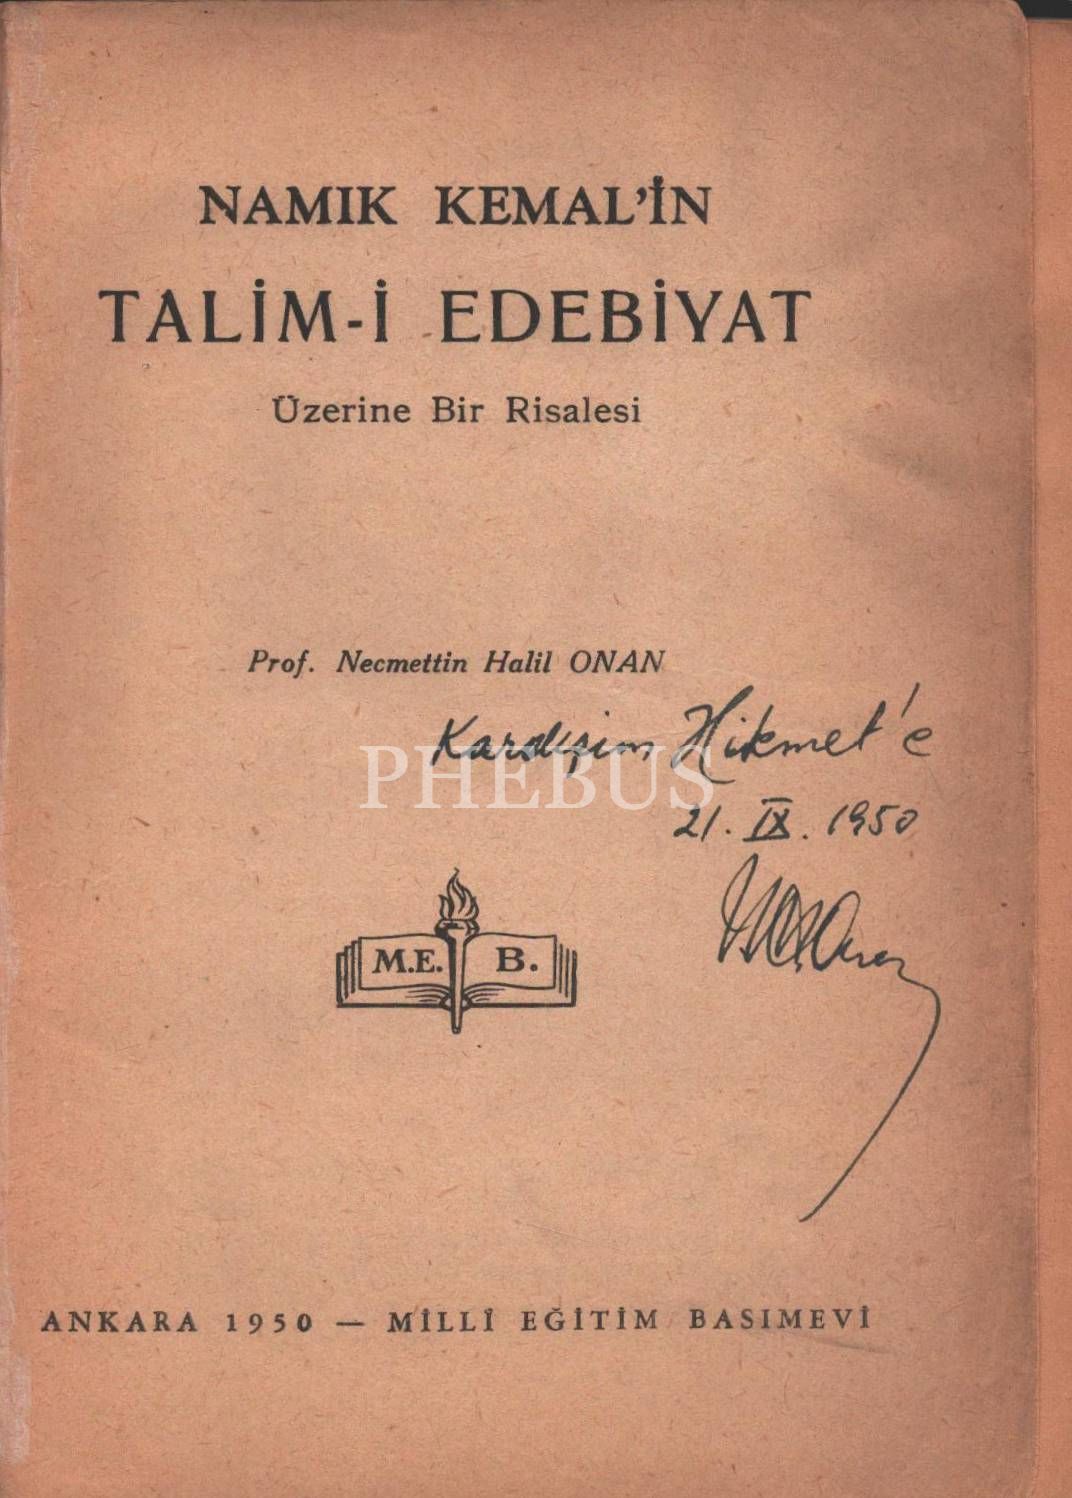 NAMIK KEMAL'İN
TALİM-İ EDEBİYAT
Üzerine Bir Risalesi
Prof. Necmettin Halil ONAN
Kardeşim Hikmet'e
PHEBUS
21. IX. 1950
M.E. B.
ANKARA 1950 — MİLLÎ EĞİTİM BASIMEVİ